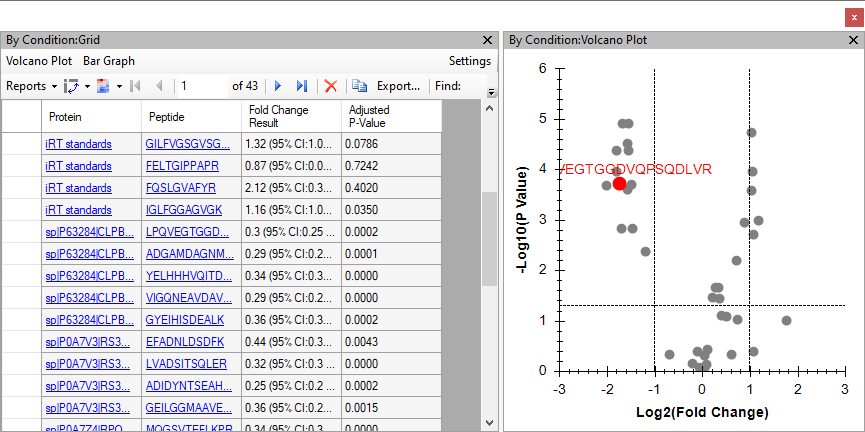 x
By Condition:Grid
Volcano Plot Bar Graph Settings
Reports 1 of 43 Export... Find:
Protein Peptide Fold Change Result Adjusted P-Value
iRT standards GILFVGSGVSG... 1.32 (95% CI:1.0... 0.0786
iRT standards FELTGIPPAPR 0.87 (95% CI:0.0... 0.7242
iRT standards FQSLGVAFYR 2.12 (95% CI:0.3... 0.4020
iRT standards IGLFGGAGVGK 1.16 (95% CI:1.0... 0.0350
sp|P63284|CLPB... LPQVEGTGGD... 0.3 (95% CI:0.25 ... 0.0002
sp|P63284|CLPB... ADGAMDAGNM... 0.29 (95% CI:0.2... 0.0001
sp|P63284|CLPB... YELHHHVQITD... 0.34 (95% CI:0.3... 0.0000
sp|P63284|CLPB... VIGQNEAVDAV... 0.29 (95% CI:0.2... 0.0000
sp|P63284|CLPB... GYEIHISDEALK 0.36 (95% CI:0.3... 0.0002
sp|P0A7V3|RS3... EFADNLDSDFK 0.44 (95% CI:0.3... 0.0043
sp|P0A7V3|RS3... LVADSITSQLER 0.32 (95% CI:0.3... 0.0000
sp|P0A7V3|RS3... ADIDYNTSEAH... 0.25 (95% CI:0.2... 0.0002
sp|P0A7V3|RS3... GEILGGMAAVE... 0.36 (95% CI:0.2... 0.0015
sp|P0A7Z4|RPO... MQGSVTEFLKPR 0.34 (95% CI:0.3... 0.0000
By Condition:Volcano Plot
6
5
4
3
2
1
0
-Log10(P Value)
VEGTGGDVQPSQDLVR
-3 -2 -1 0 1 2 3
Log2(Fold Change)